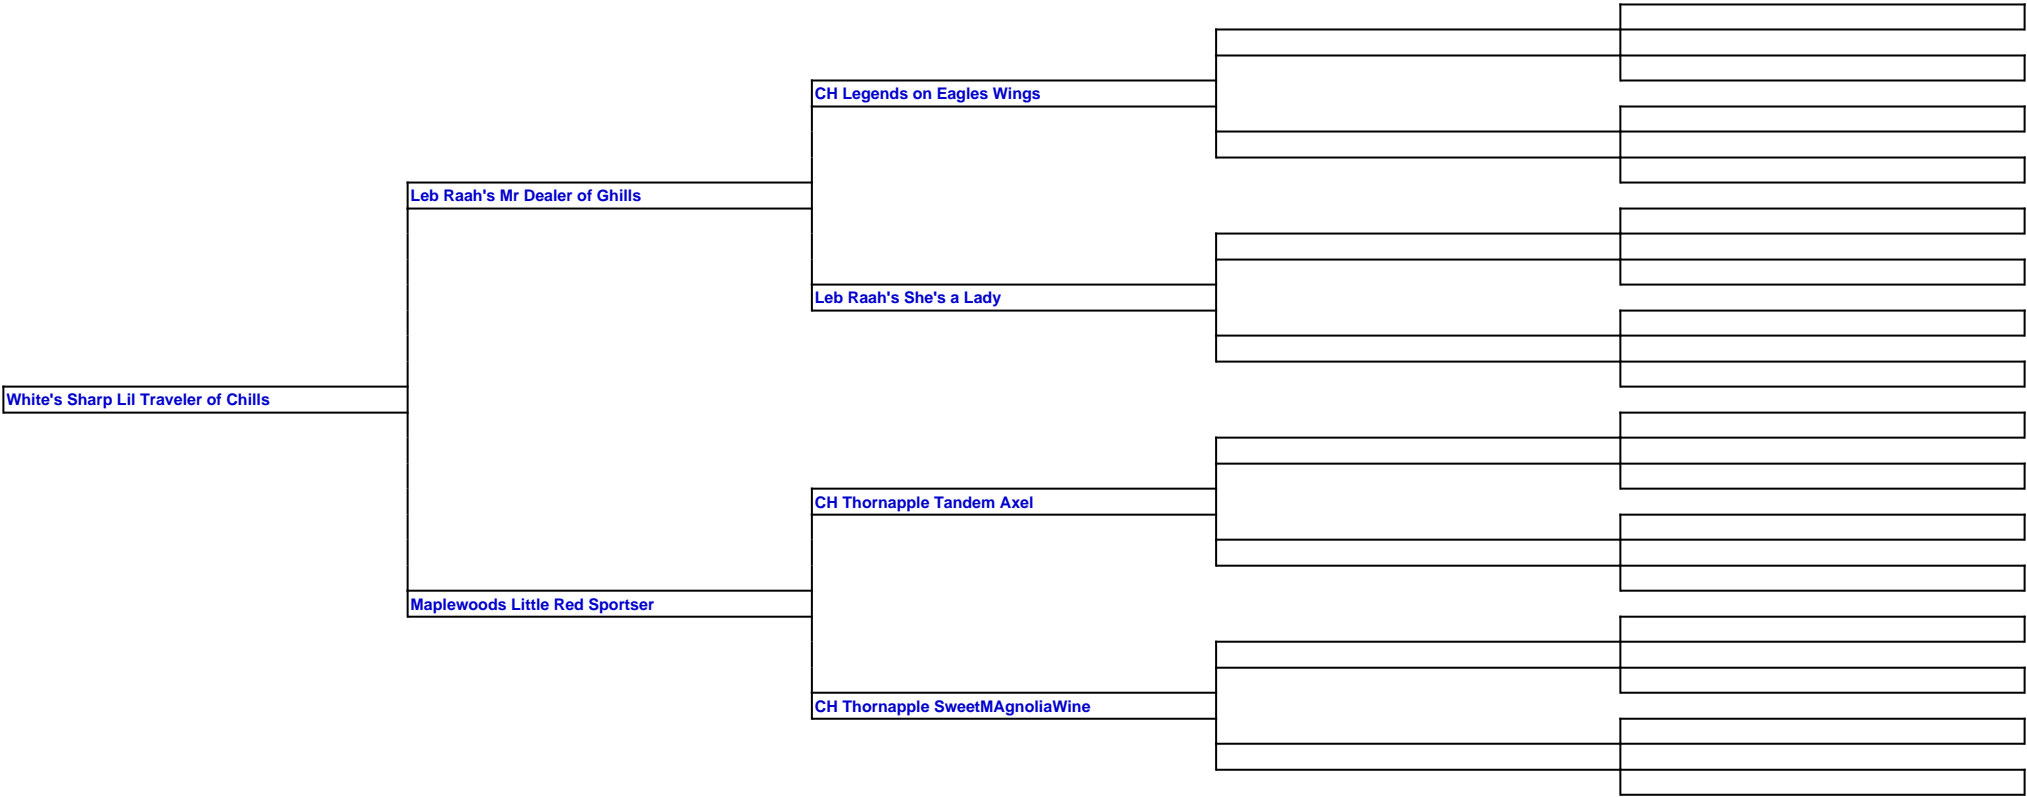 CH Legends on Eagles Wings
Leb Raah's Mr Dealer of Ghills
Leb Raah's She's a Lady
White's Sharp Lil Traveler of Chills
CH Thornapple Tandem Axel
Maplewoods Little Red Sportser
CH Thornapple SweetMAgnoliaWine